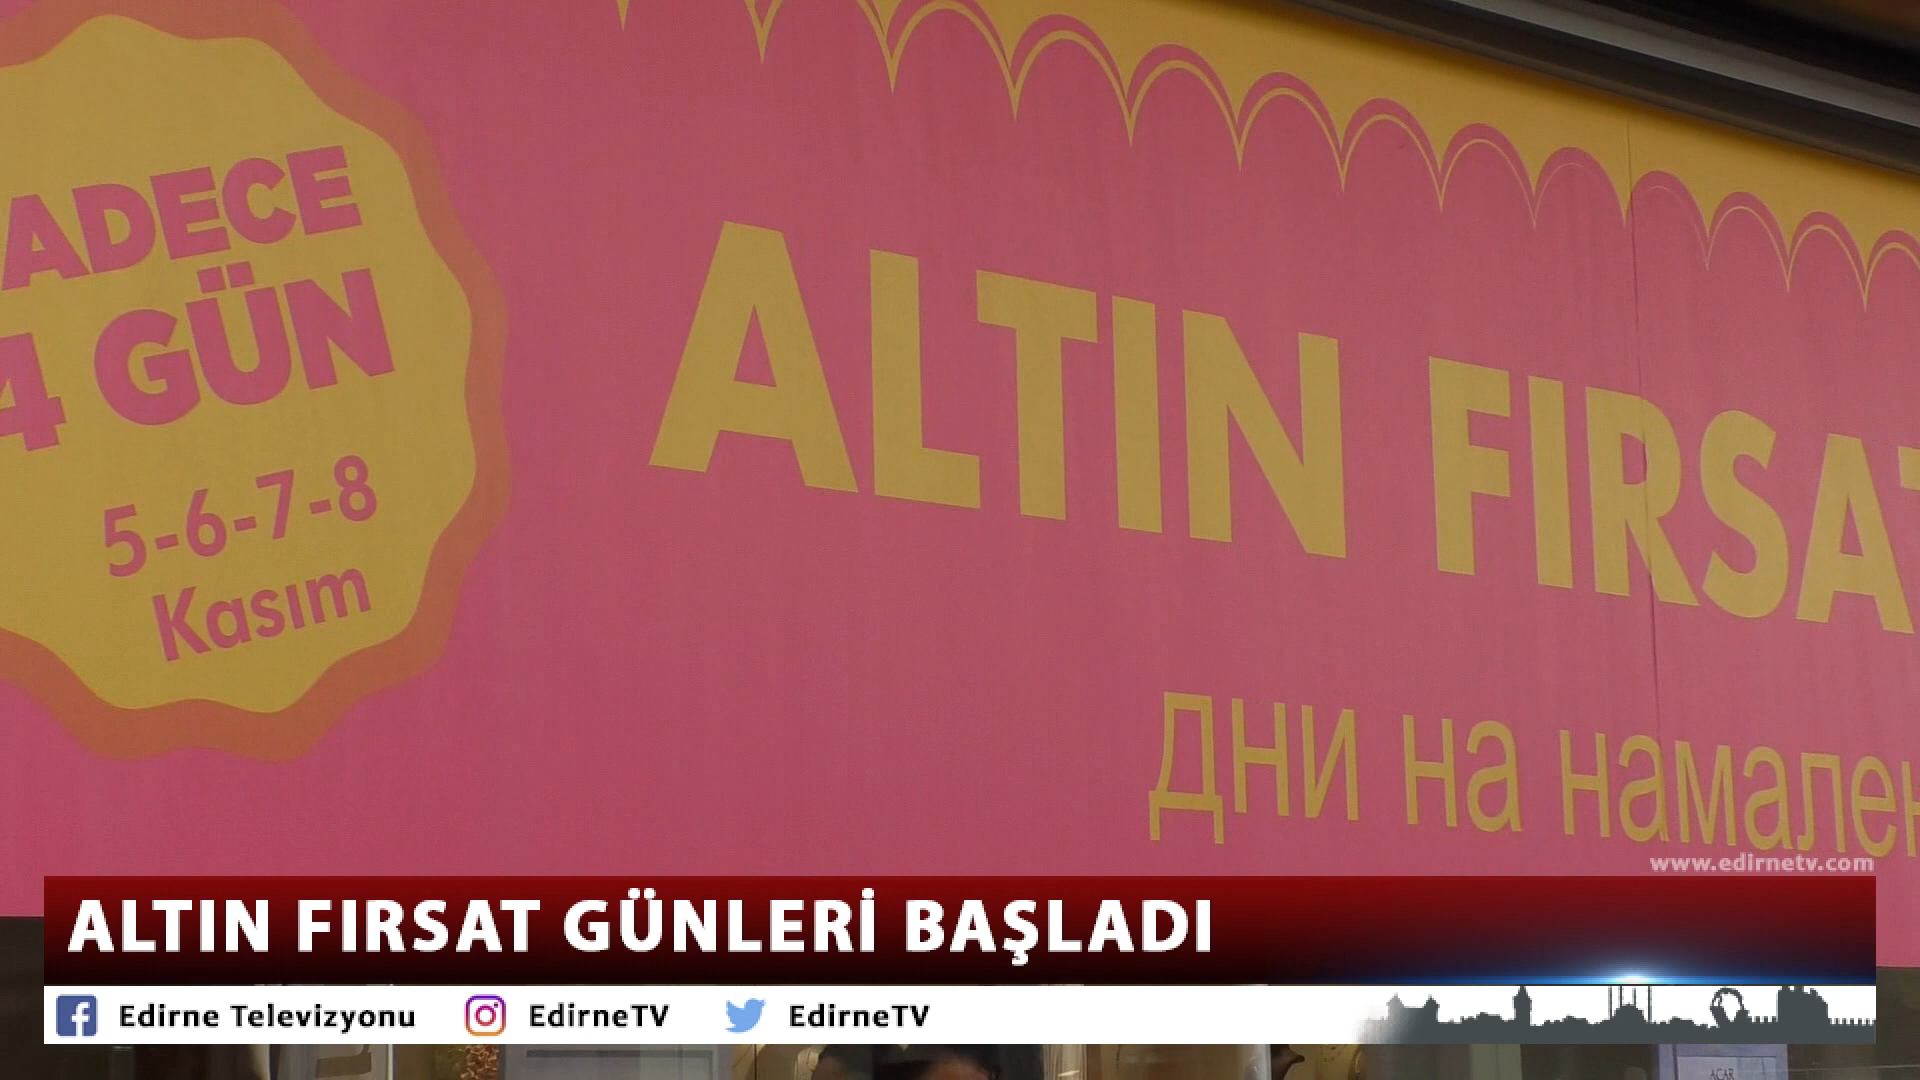 ADECE
4 GÜN
5-6-7-8
Kasım
ALTIN FIRSAT
дни на намален
www.edirnetv.com
ALTIN FIRSAT GÜNLERİ BAŞLADI
Edirne Televizyonu EdirneTV EdirneTV
ACAR